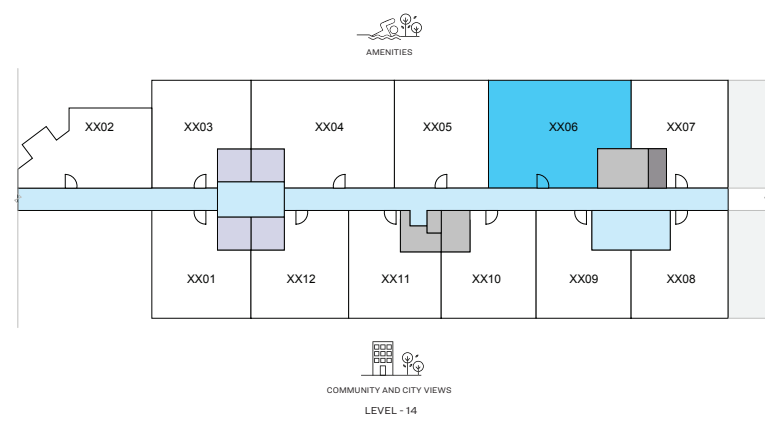 AMENITIES
XX02 XX03 XX04 XX05 XX06 XX07
XX01 XX12 XX11 XX10 XX09 XX08
COMMUNITY AND CITY VIEWS
LEVEL - 14